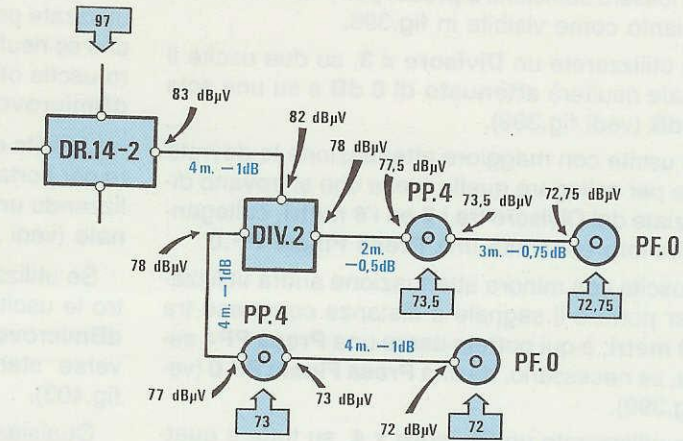 97
83 dBµV
82 dBµV
78 dBµV
DR.14-2
4 m. -1dB
77,5 dBµV
PP.4
73,5 dBµV
72,75 dBµV
DIV.2
PF.0
78 dBµV
2m.
-0,5dB
3m. -0,75dB
4m. -1dB
73,5
72,75
PP.4
4m. -1dB
PF.0
77 dBµV
73 dBµV
72 dBµV
73
72